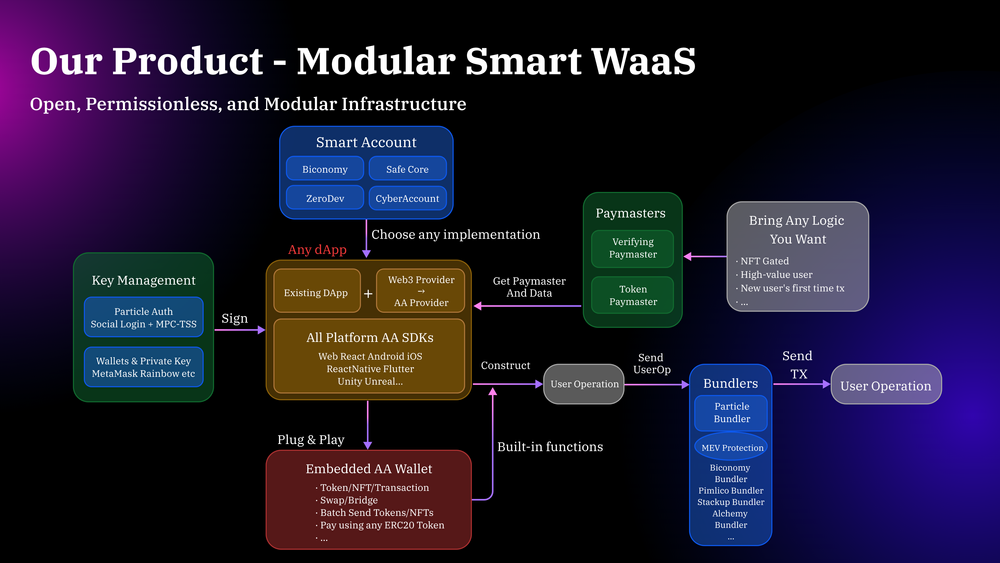 Our Product - Modular Smart WaaS
Open, Permissionless, and Modular Infrastructure
Smart Account
Biconomy
Safe Core
ZeroDev
CyberAccount
Choose any implementation
Any dApp
Existing DApp
+
Web3 Provider
→
AA Provider
All Platform AA SDKs
Web React Android iOS
ReactNative Flutter
Unity Unreal...
Key Management
Particle Auth
Social Login + MPC-TSS
Wallets & Private Key
MetaMask Rainbow etc
Sign
Paymasters
Verifying
Paymaster
Token
Paymaster
Get Paymaster
And Data
Bring Any Logic
You Want
· NFT Gated
· High-value user
· New user's first time tx
· ...
Construct
User Operation
Send
UserOp
Bundlers
Particle
Bundler
MEV Protection
Biconomy
Bundler
Pimlico Bundler
Stackup Bundler
Alchemy
Bundler
...
Send
TX
User Operation
Plug & Play
Built-in functions
Embedded AA Wallet
· Token/NFT/Transaction
· Swap/Bridge
· Batch Send Tokens/NFTs
· Pay using any ERC20 Token
· ...